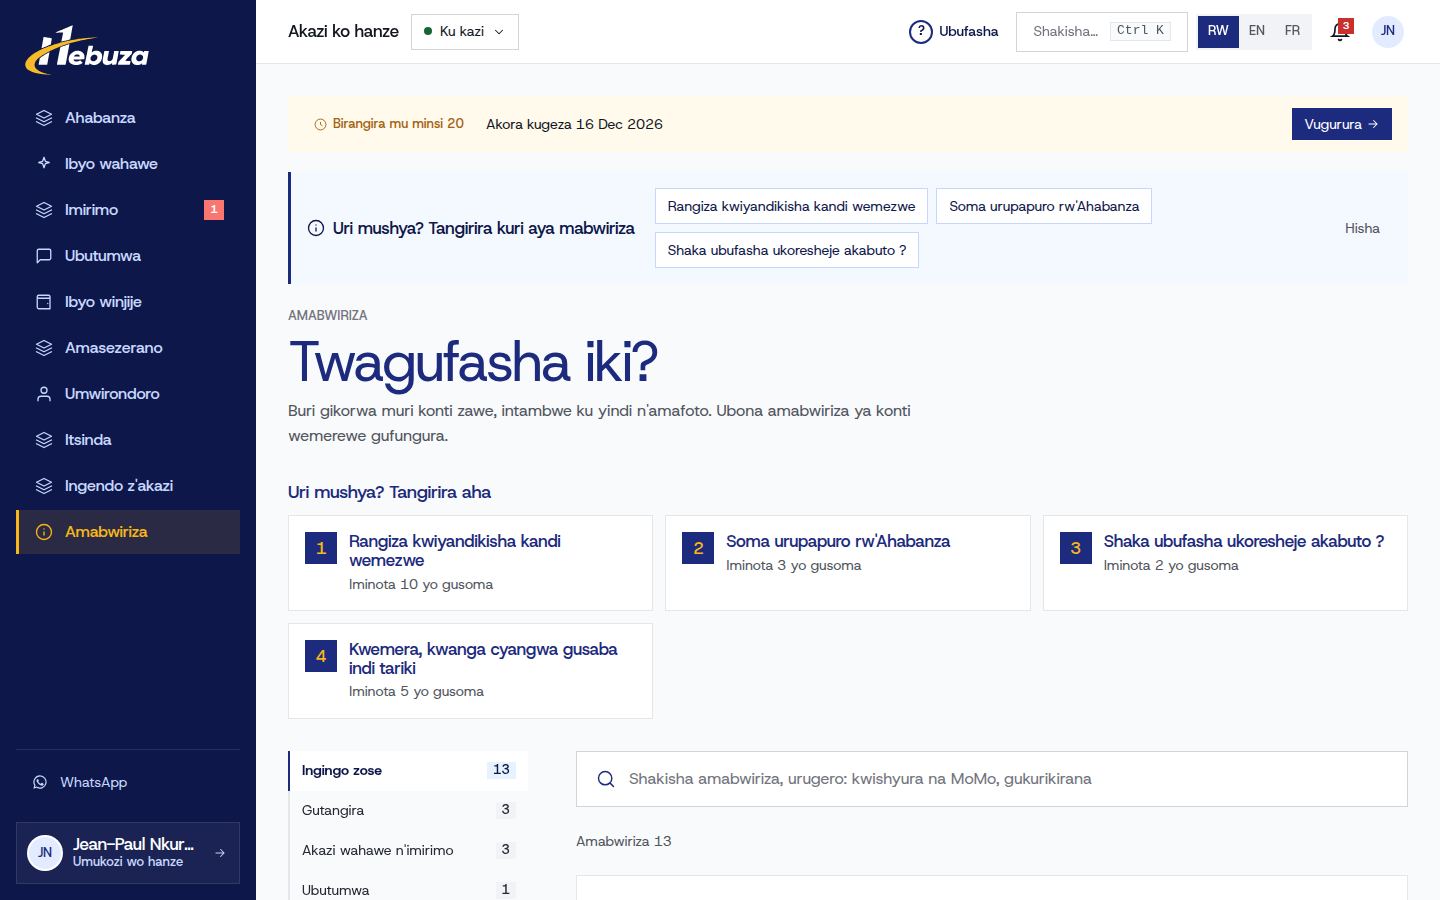 Hebuza
Ahabanza
Ibyo wahawe
Imirimo 1
Ubutumwa
Ibyo winjije
Amasezerano
Umwirondoro
Itsinda
Ingendo z'akazi
Amabwiriza
WhatsApp
JN
Jean-Paul Nkur...
Umukozi wo hanze
Akazi ko hanze
Ku kazi
? Ubufasha
Shakisha...
Ctrl K
RW EN FR
3
JN
Birangira mu minsi 20
Akora kugeza 16 Dec 2026
Vugurura
Uri mushya? Tangirira kuri aya mabwiriza
Rangiza kwiyandikisha kandi wemezwe
Soma urupapuro rw'Ahabanza
Shaka ubufasha ukoresheje akabuto ?
Hisha
AMABWIRIZA
Twagufasha iki?
Buri gikorwa muri konti zawe, intambwe ku yindi n'amafoto. Ubona amabwiriza ya konti
wemerewe gufungura.
Uri mushya? Tangirira aha
1
Rangiza kwiyandikisha kandi
wemezwe
Iminota 10 yo gusoma
2
Soma urupapuro rw'Ahabanza
Iminota 3 yo gusoma
3
Shaka ubufasha ukoresheje akabuto ?
Iminota 2 yo gusoma
4
Kwemera, kwanga cyangwa gusaba
indi tariki
Iminota 5 yo gusoma
Ingingo zose 13
Gutangira 3
Akazi wahawe n'imirimo 3
Ubutumwa 1
Shakisha amabwiriza, urugero: kwishyura na MoMo, gukurikirana
Amabwiriza 13